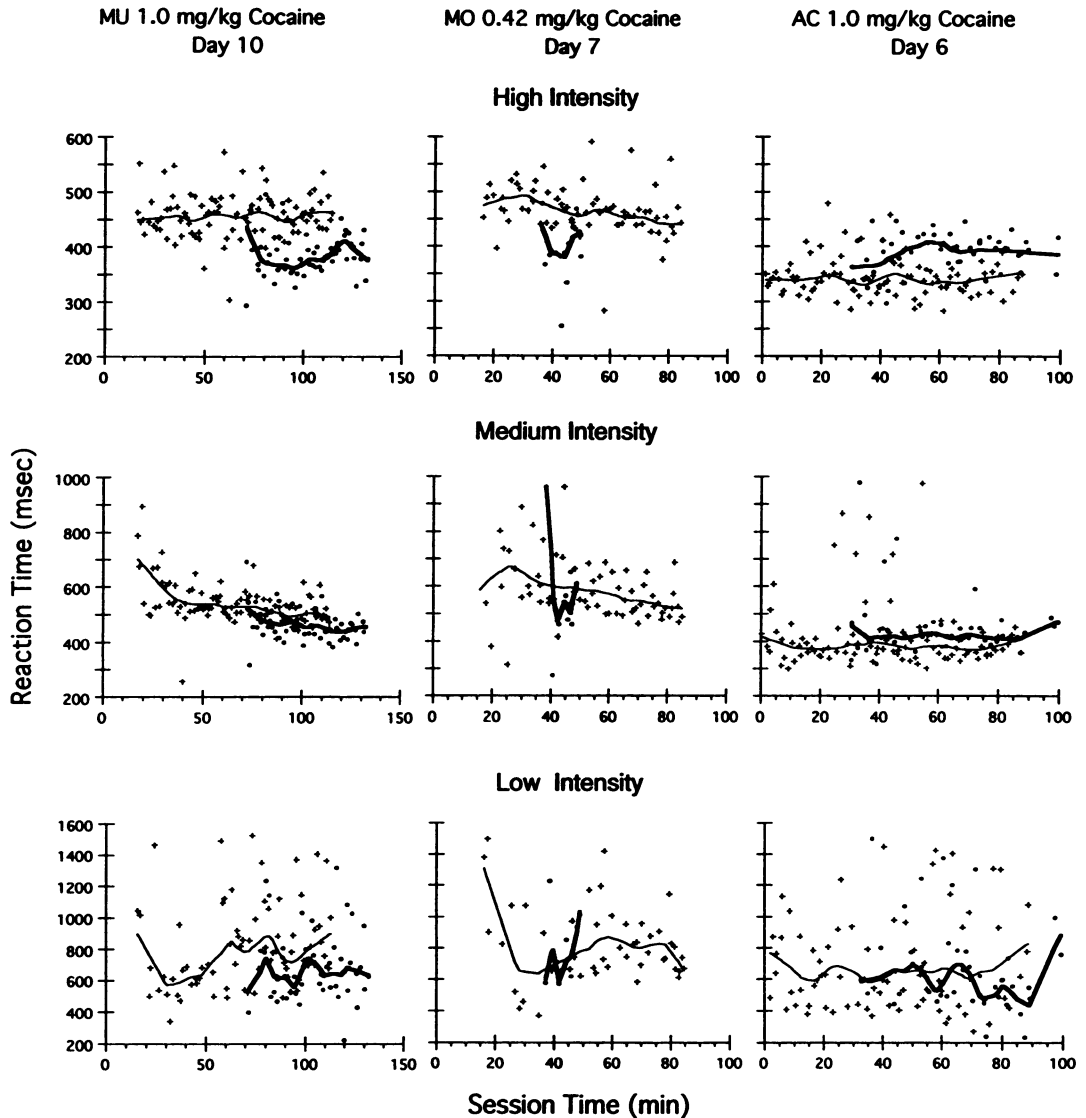 MU 1.0 mg/kg Cocaine
Day 10
MO 0.42 mg/kg Cocaine
Day 7
AC 1.0 mg/kg Cocaine
Day 6
High Intensity
600
500
400
300
200
0 50 100 150
0 20 40 60 80 100
0 20 40 60 80 100
Medium Intensity
1000
800
600
400
200
0 50 100 150
0 20 40 60 80 100
0 20 40 60 80 100
Low Intensity
1600
1400
1200
1000
800
600
400
200
0 50 100 150
0 20 40 60 80 100
0 20 40 60 80 100
Reaction Time (msec)
Session Time (min)